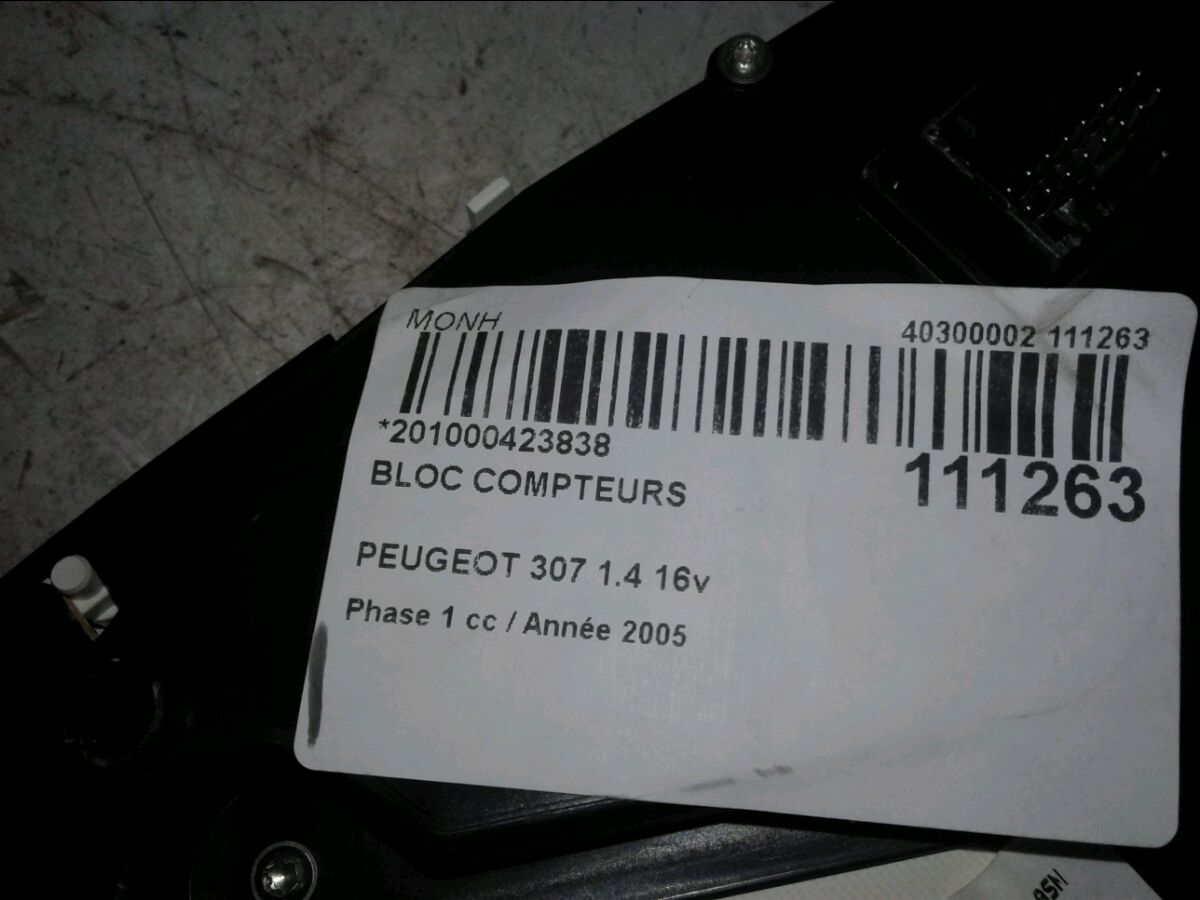 MONH
40300002 111263
*201000423838
111263
BLOC COMPTEURS
PEUGEOT 307 1.4 16v
Phase 1 cc / Année 2005